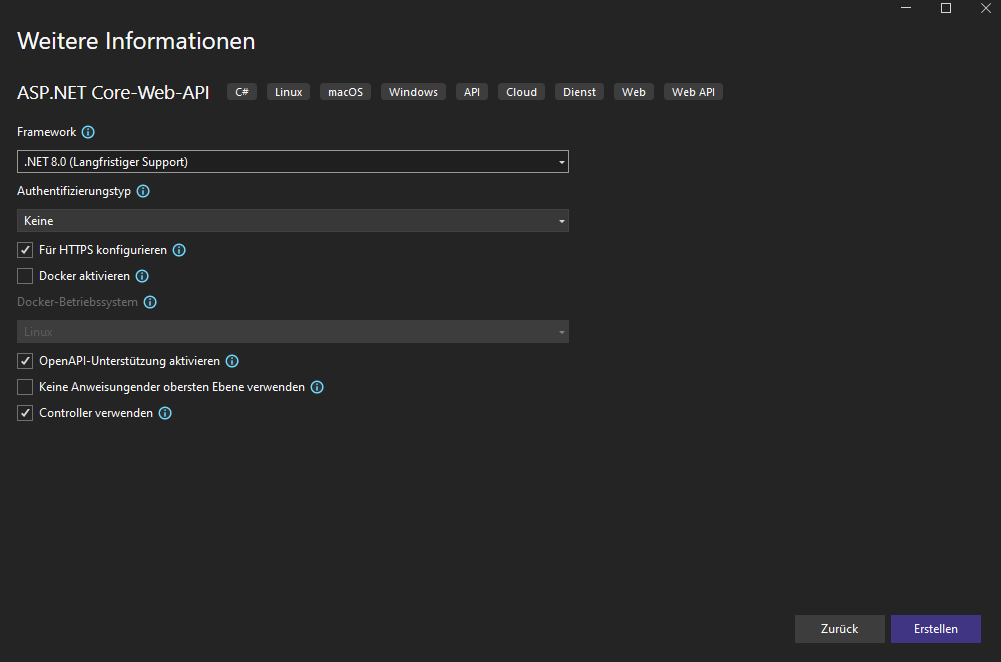 Weitere Informationen
ASP.NET Core-Web-API C# Linux macOS Windows API Cloud Dienst Web Web API
Framework
.NET 8.0 (Langfristiger Support)
Authentifizierungstyp
Keine
Für HTTPS konfigurieren
Docker aktivieren
Docker-Betriebssystem
Linux
OpenAPI-Unterstützung aktivieren
Keine Anweisungender obersten Ebene verwenden
Controller verwenden
Zurück Erstellen